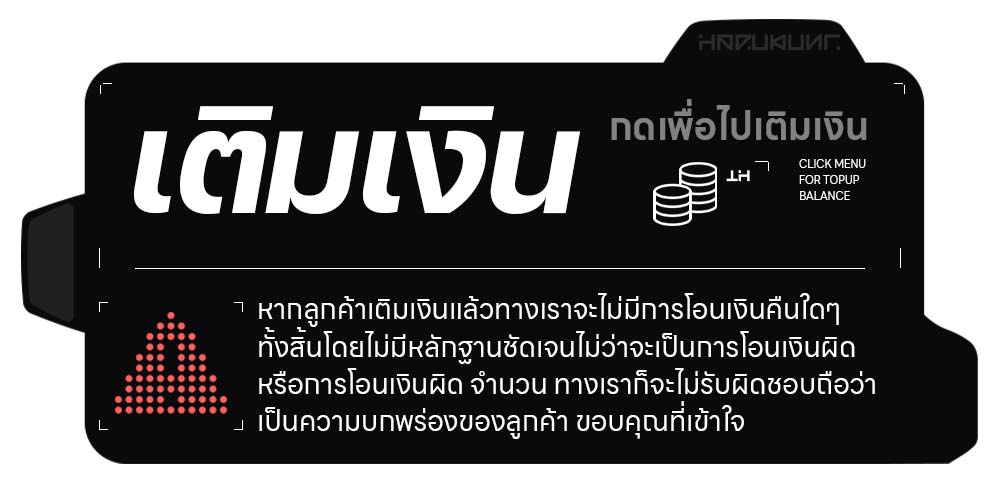 เติมเงิน
กดเพื่อไปเติมเงิน
CLICK MENU
FOR TOPUP
BALANCE
หากลูกค้าเติมเงินแล้วทางเราจะไม่มีการโอนเงินคืนใดๆ
ทั้งสิ้นโดยไม่มีหลักฐานชัดเจนไม่ว่าจะเป็นการโอนเงินผิด
หรือการโอนเงินผิด จำนวน ทางเราก็จะไม่รับผิดชอบถือว่า
เป็นความบกพร่องของลูกค้า ขอบคุณที่เข้าใจ